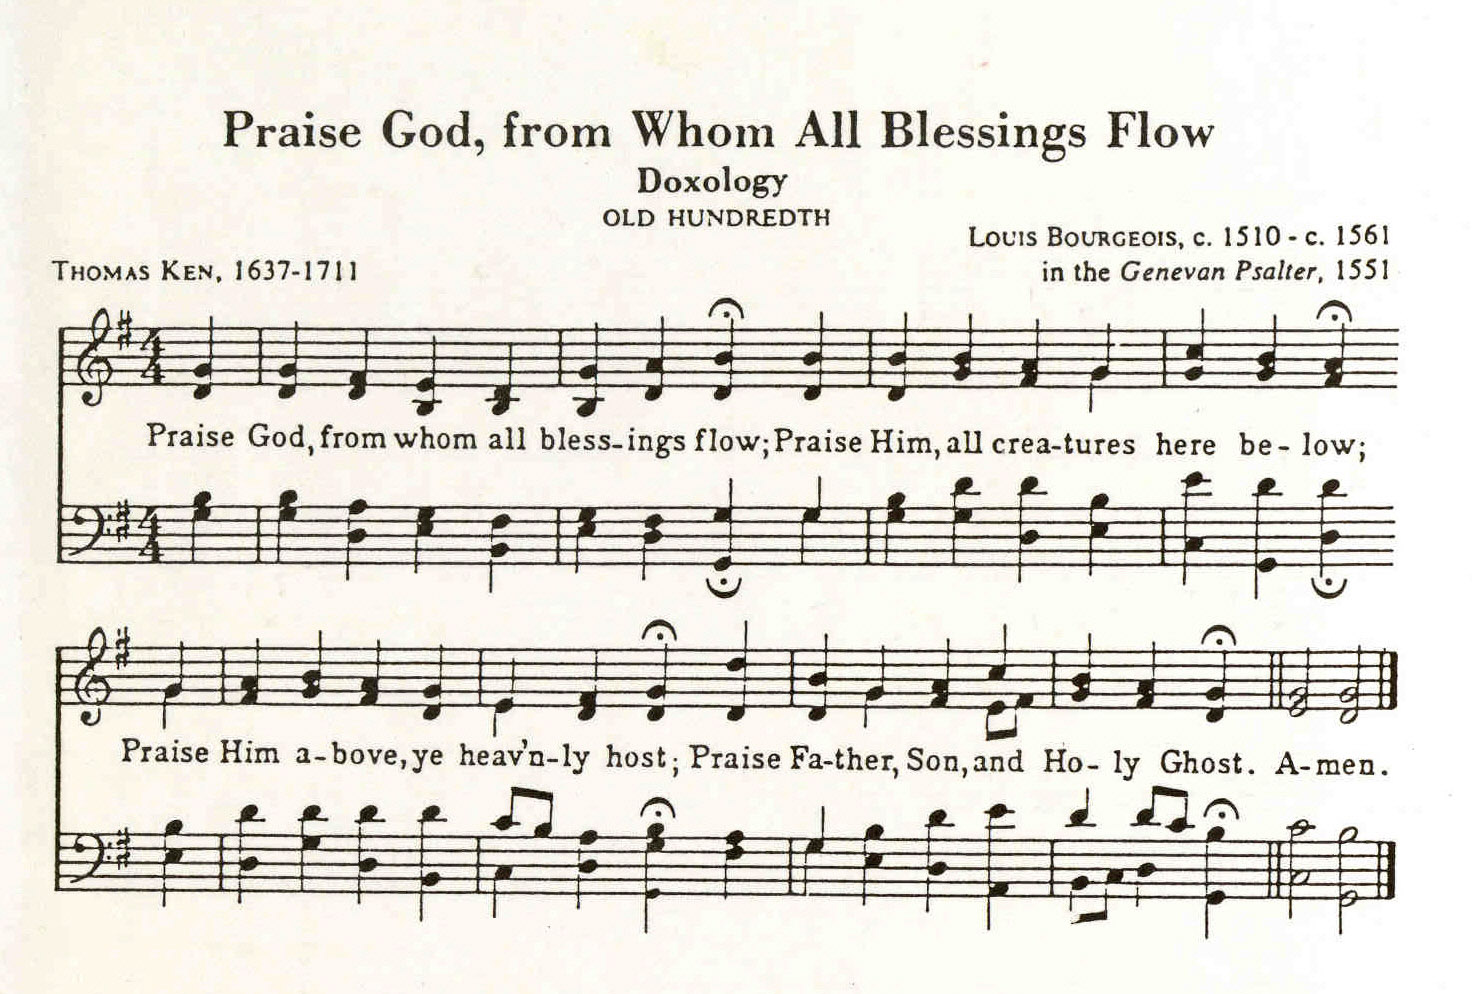 Praise God, from Whom All Blessings Flow
Doxology
OLD HUNDREDTH
LOUIS BOURGEOIS, c. 1510 - c. 1561
THOMAS KEN, 1637-1711
in the Genevan Psalter, 1551
4
4
Praise God, from whom all bless-ings flow; Praise Him, all crea-tures here be- low;
4
4
Praise Him a-bove, ye heav'n-ly host; Praise Fa-ther, Son, and Ho- ly Ghost. A-men.